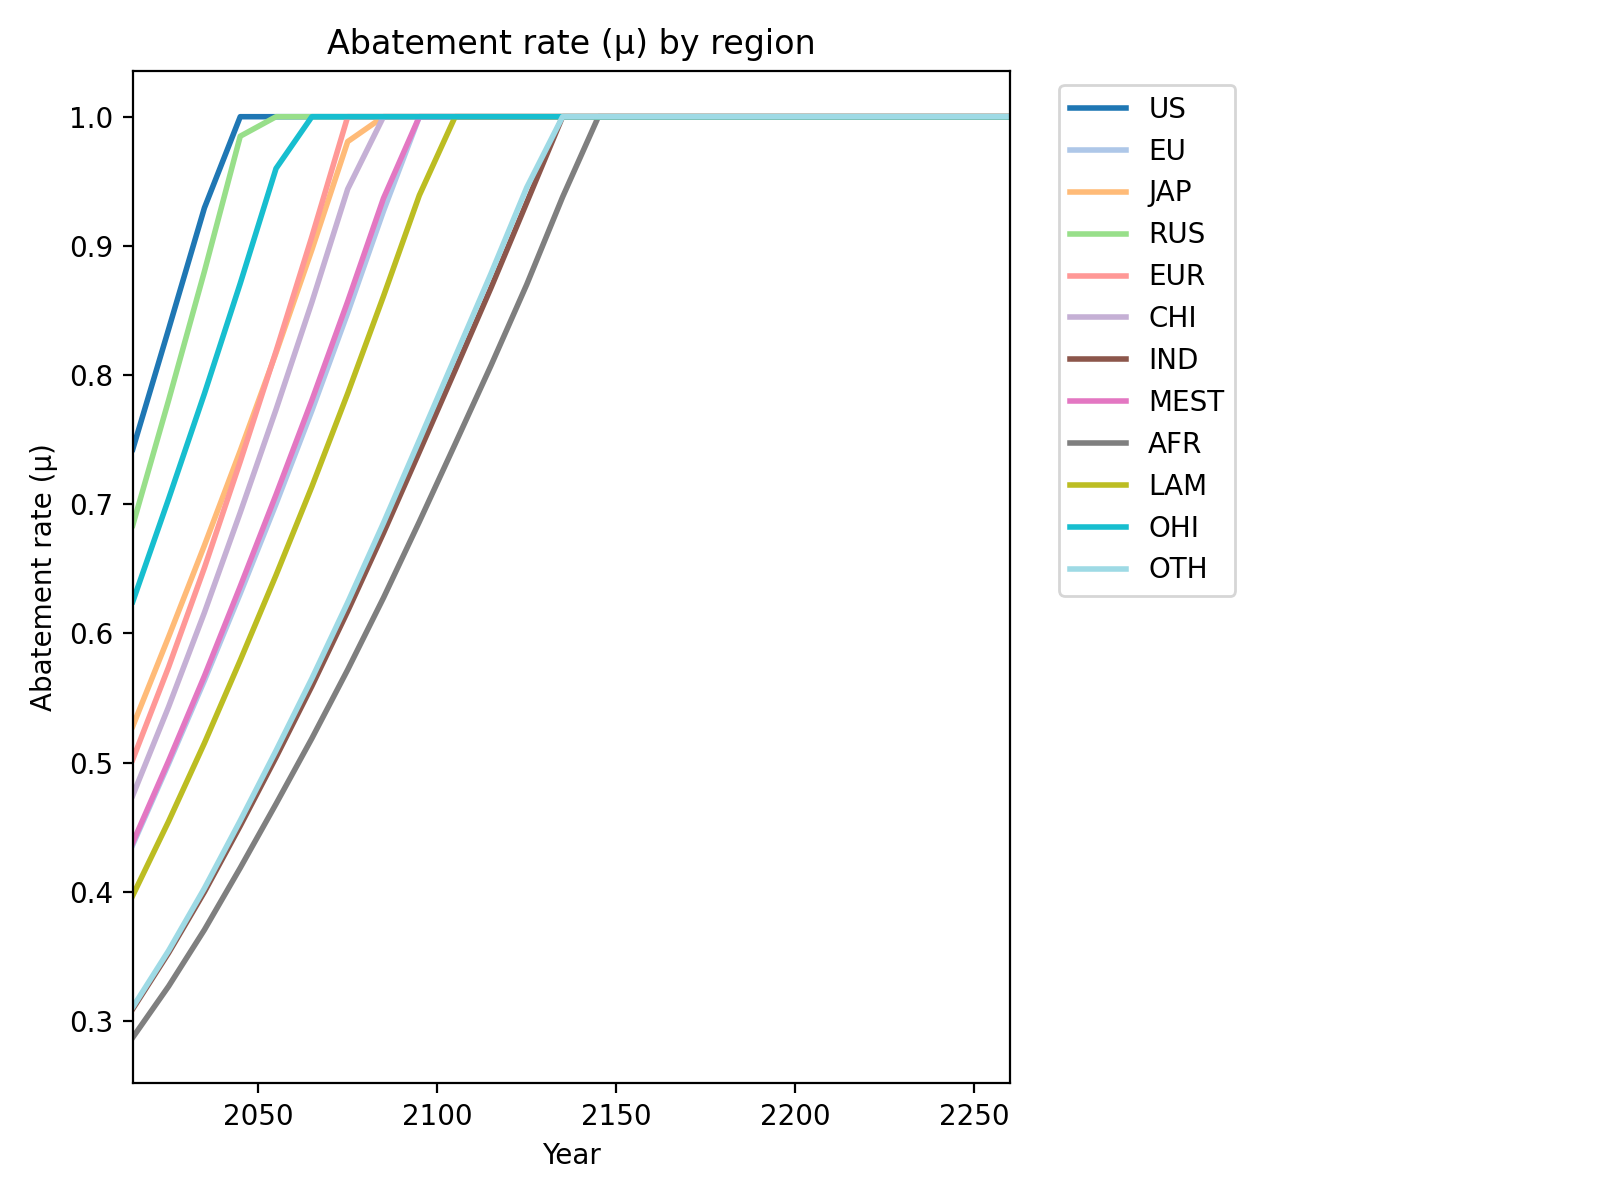 Abatement rate (μ) by region
1.0
0.9
0.8
0.7
0.6
0.5
0.4
0.3
Abatement rate (μ)
2050 2100 2150 2200 2250
Year
US
EU
JAP
RUS
EUR
CHI
IND
MEST
AFR
LAM
OHI
OTH